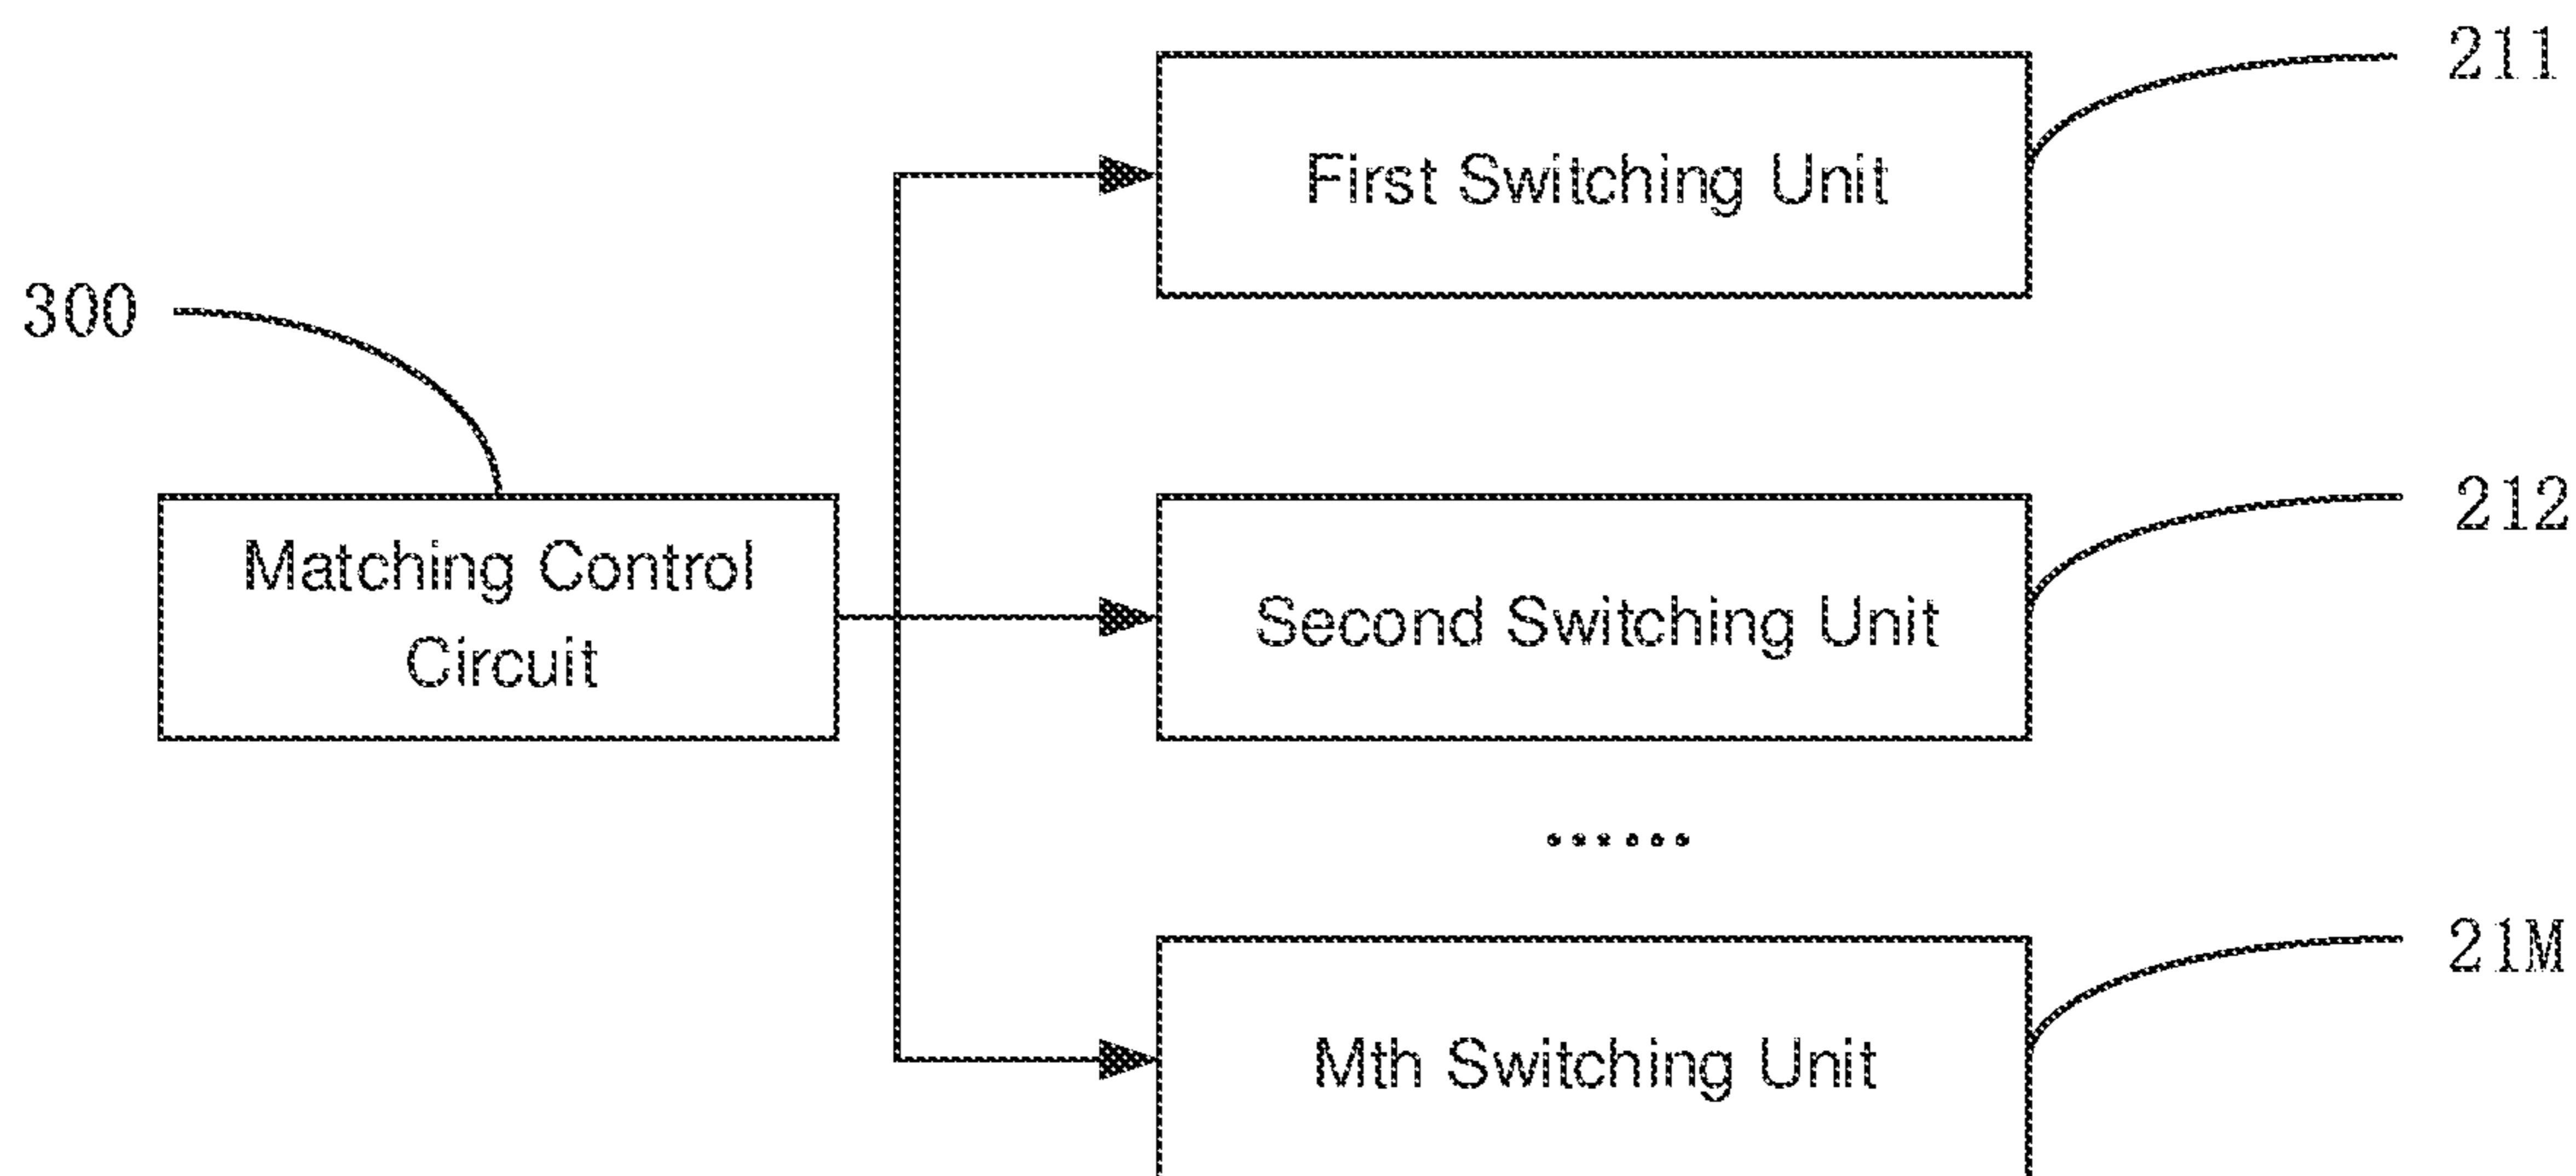 211
First Switching Unit
300
212
Matching Control
Circuit
Second Switching Unit
......
21M
Mth Switching Unit